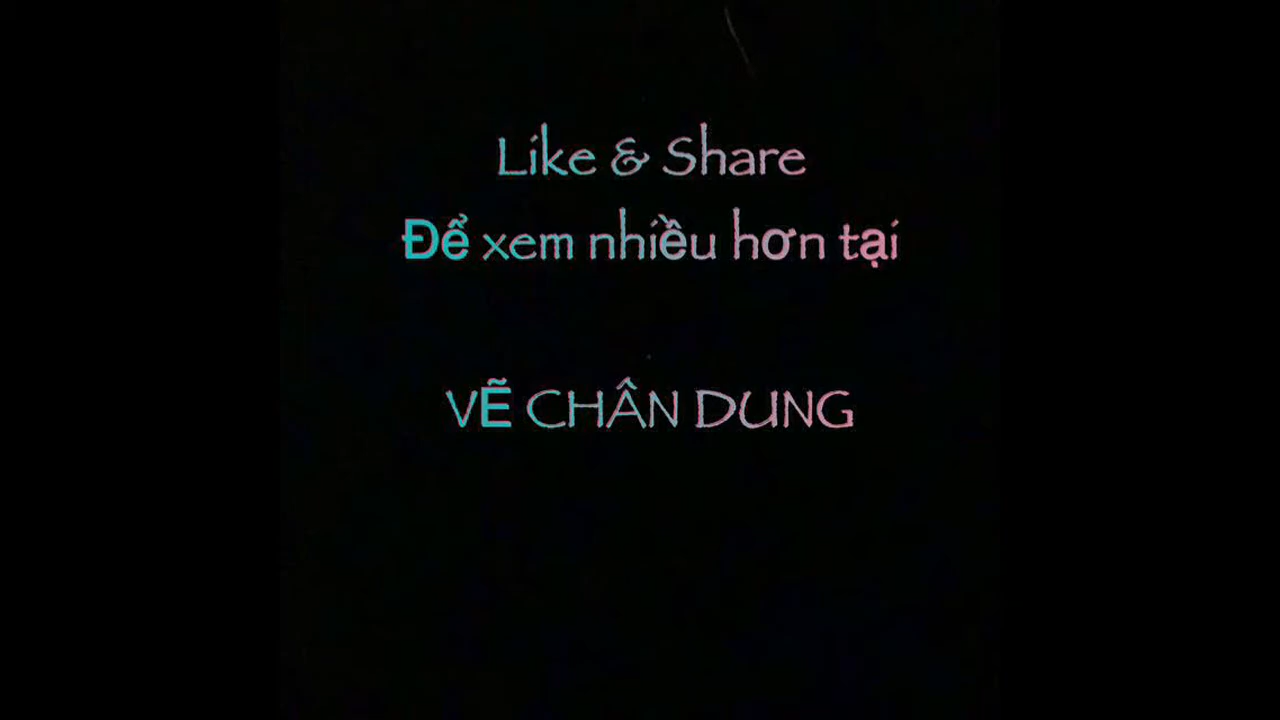 Like & Share
Để xem nhiều hơn tại
VẼ CHÂN DUNG